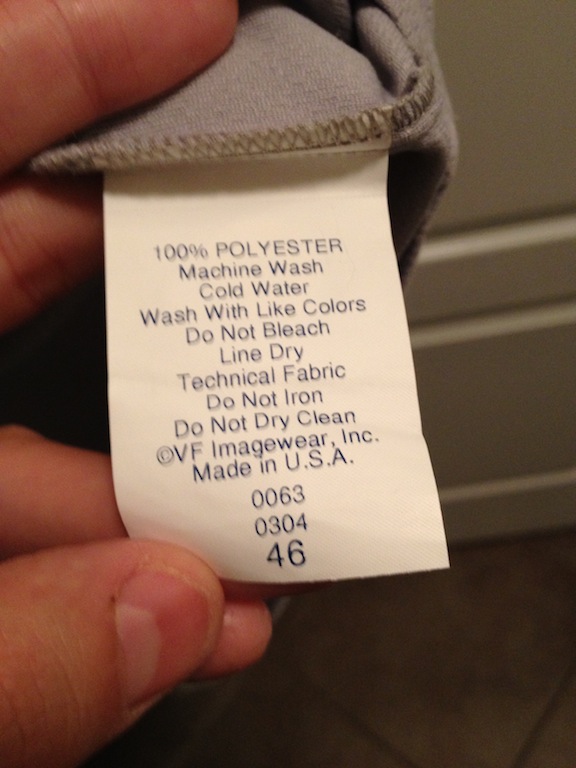 100% POLYESTER
Machine Wash
Cold Water
Wash With Like Colors
Do Not Bleach
Line Dry
Technical Fabric
Do Not Iron
Do Not Dry Clean
©VF Imagewear, Inc.
Made in U.S.A.
0063
0304
46